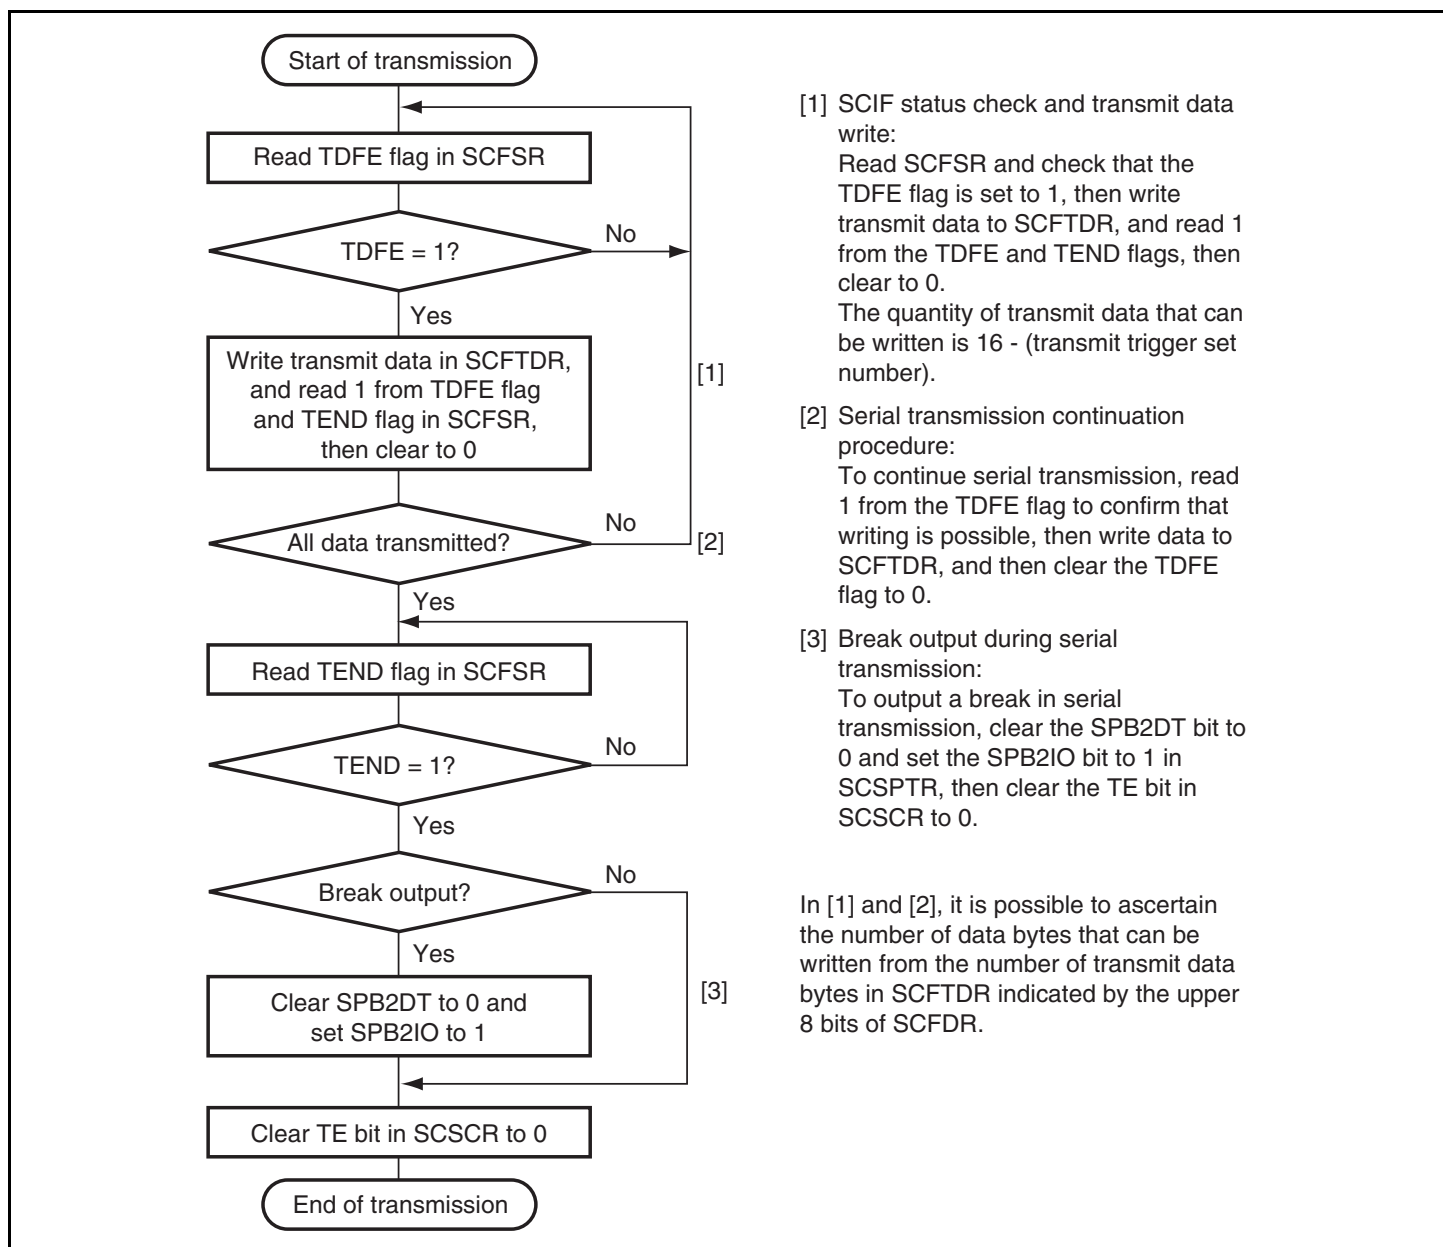 Start of transmission
Read TDFE flag in SCFSR
TDFE = 1?
No
Yes
Write transmit data in SCFTDR,
and read 1 from TDFE flag
and TEND flag in SCFSR,
then clear to 0
[1]
All data transmitted?
No
[2]
Yes
Read TEND flag in SCFSR
TEND = 1?
No
Yes
Break output?
No
Yes
Clear SPB2DT to 0 and
set SPB2IO to 1
[3]
Clear TE bit in SCSCR to 0
End of transmission
[1] SCIF status check and transmit data
write:
Read SCFSR and check that the
TDFE flag is set to 1, then write
transmit data to SCFTDR, and read 1
from the TDFE and TEND flags, then
clear to 0.
The quantity of transmit data that can
be written is 16 - (transmit trigger set
number).
[2] Serial transmission continuation
procedure:
To continue serial transmission, read
1 from the TDFE flag to confirm that
writing is possible, then write data to
SCFTDR, and then clear the TDFE
flag to 0.
[3] Break output during serial
transmission:
To output a break in serial
transmission, clear the SPB2DT bit to
0 and set the SPB2IO bit to 1 in
SCSPTR, then clear the TE bit in
SCSCR to 0.
In [1] and [2], it is possible to ascertain
the number of data bytes that can be
written from the number of transmit data
bytes in SCFTDR indicated by the upper
8 bits of SCFDR.